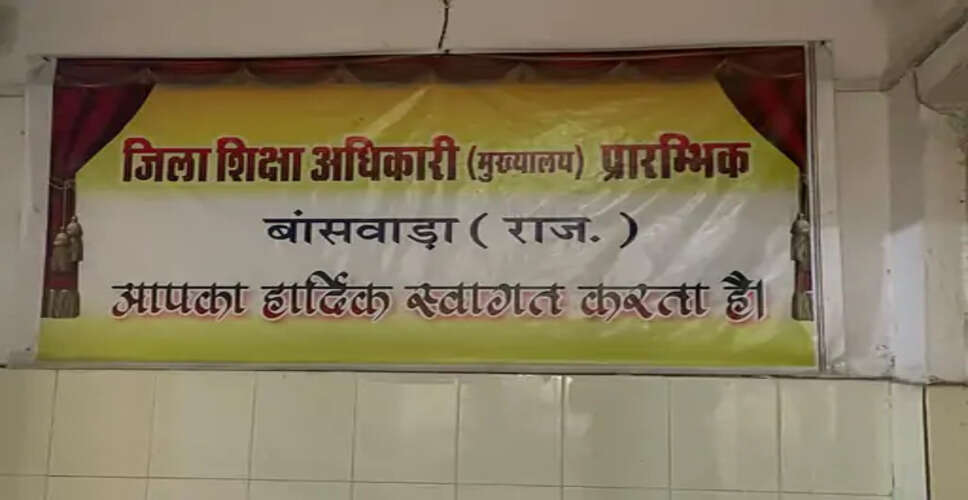 जिला शिक्षा अधिकारी (मुख्यालय) प्रारम्भिक
बांसवाड़ा ( राज. )
आपका हार्दिक स्वागत करता है।